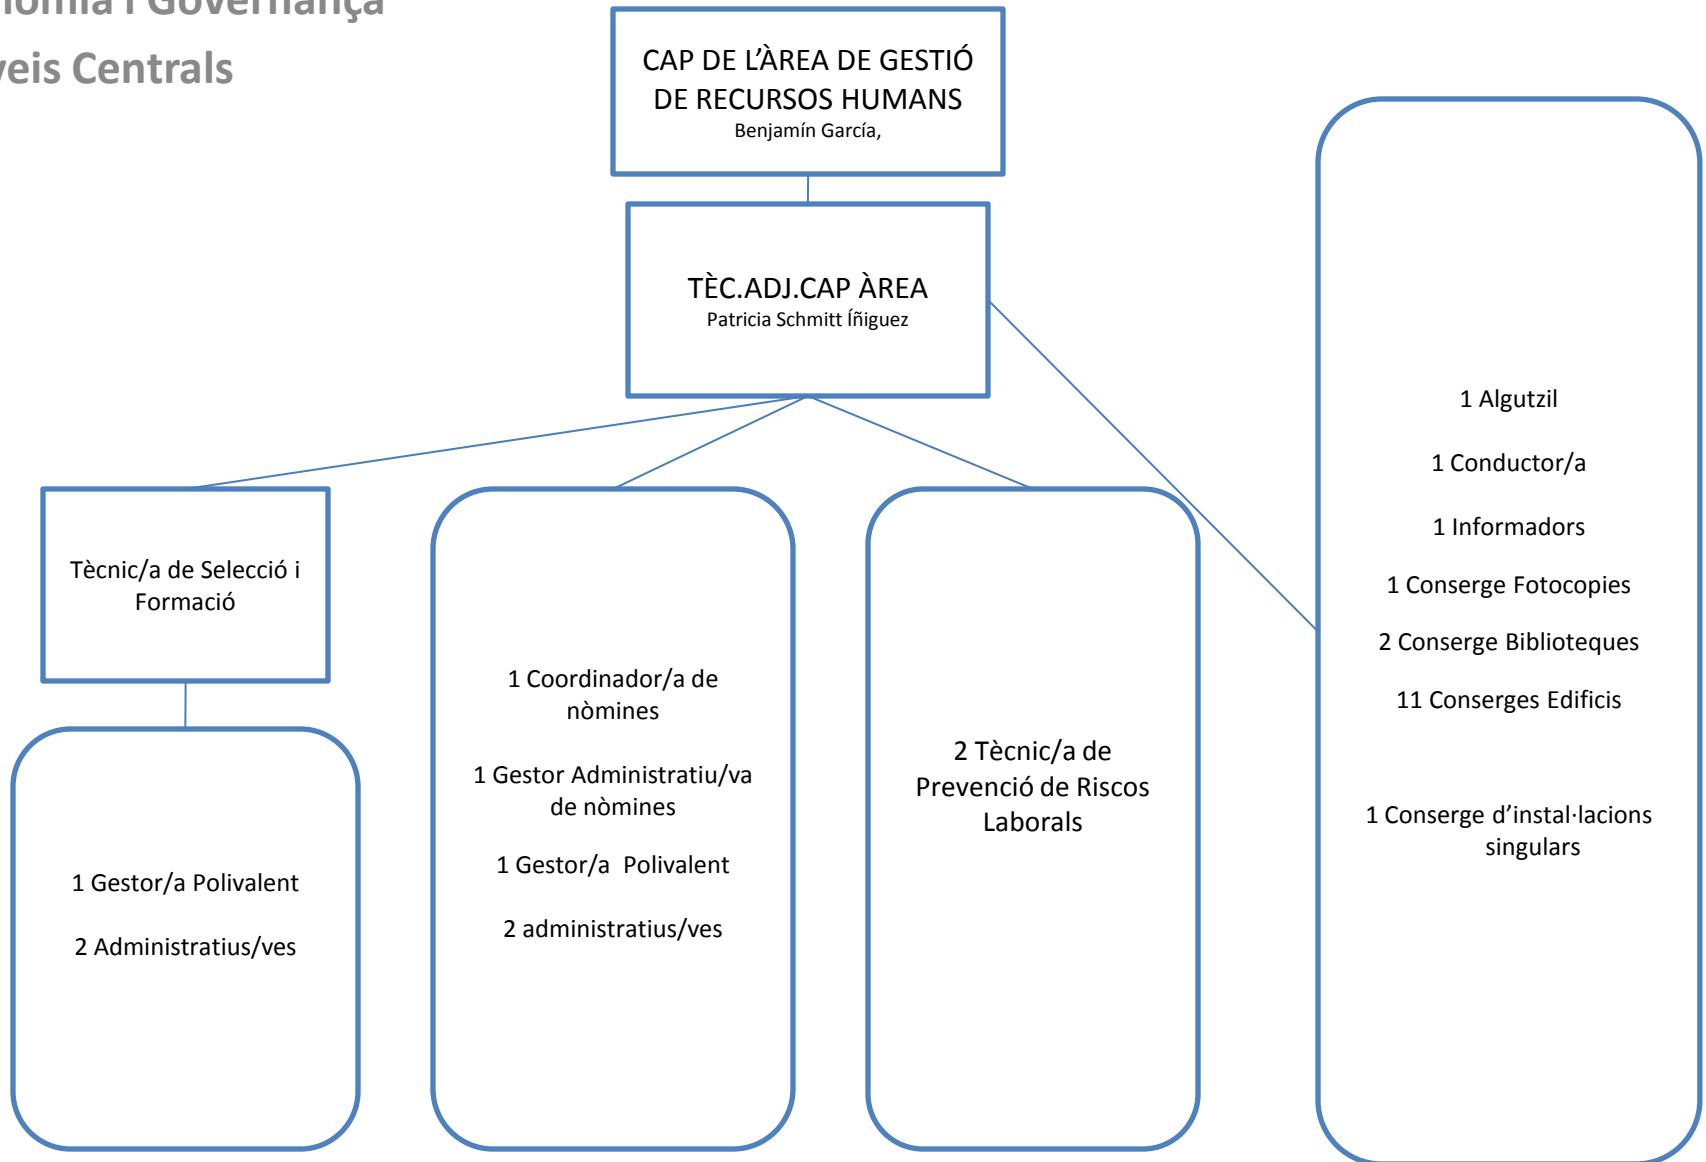 i Governança
Centrals
CAP DE L’ÀREA DE GESTIÓ
DE RECURSOS HUMANS
Benjamín García,
TÈC.ADJ.CAP ÀREA
Patricia Schmitt Íñiguez
Tècnic/a de Selecció i
Formació
1 Gestor/a Polivalent
2 Administratius/ves
1 Coordinador/a de
nòmines
1 Gestor Administratiu/va
de nòmines
1 Gestor/a  Polivalent
2 administratius/ves
2 Tècnic/a de
Prevenció de Riscos
Laborals
1 Algutzil
1 Conductor/a
1 Informadors
1 Conserge Fotocopies
2 Conserge Biblioteques
11 Conserges Edificis
1 Conserge d’instal·lacions
singulars